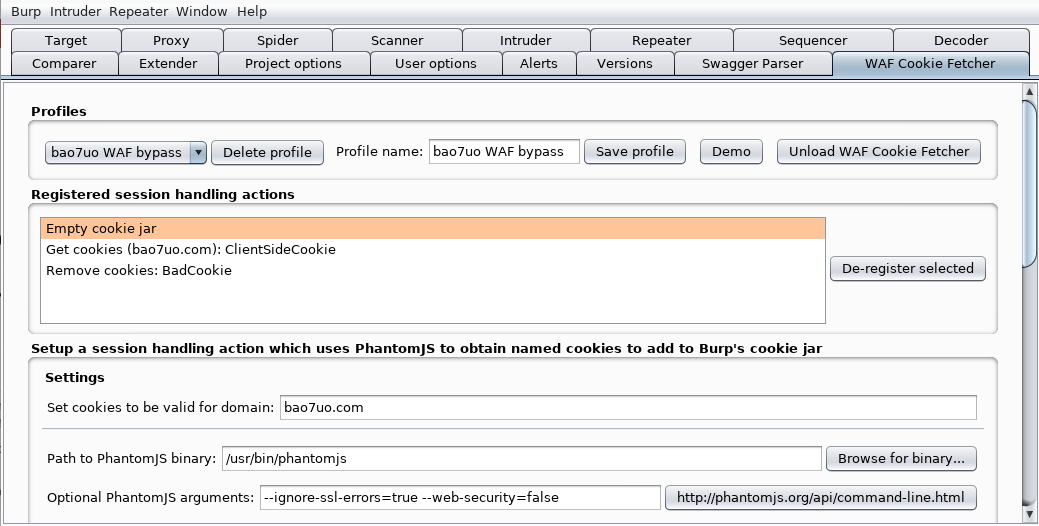 Burp Intruder Repeater Window Help
Target Proxy Spider Scanner Intruder Repeater Sequencer Decoder
Comparer Extender Project options User options Alerts Versions Swagger Parser WAF Cookie Fetcher
Profiles
bao7uo WAF bypass Delete profile Profile name: bao7uo WAF bypass Save profile Demo Unload WAF Cookie Fetcher
Registered session handling actions
Empty cookie jar
Get cookies (bao7uo.com): ClientSideCookie
Remove cookies: BadCookie
De-register selected
Setup a session handling action which uses PhantomJS to obtain named cookies to add to Burp's cookie jar
Settings
Set cookies to be valid for domain: bao7uo.com
Path to PhantomJS binary: /usr/bin/phantomjs Browse for binary...
Optional PhantomJS arguments: --ignore-ssl-errors=true --web-security=false http://phantomjs.org/api/command-line.html